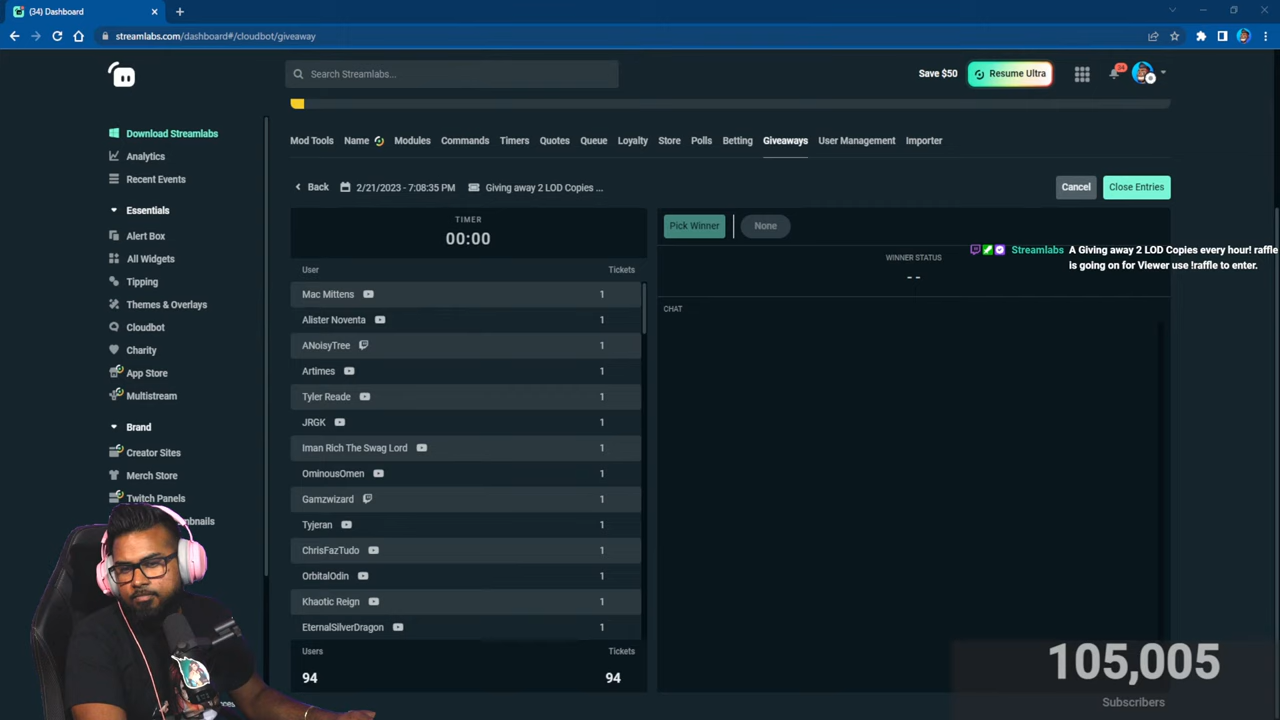 (34) Dashboard
streamlabs.com/dashboard#/cloudbot/giveaway
Search Streamlabs...
Save $50
Resume Ultra
34
Download Streamlabs
Analytics
Recent Events
Essentials
Alert Box
All Widgets
Tipping
Themes & Overlays
Cloudbot
Charity
App Store
Multistream
Brand
Creator Sites
Merch Store
Twitch Panels
Mod Tools
Name
Modules
Commands
Timers
Quotes
Queue
Loyalty
Store
Polls
Betting
Giveaways
User Management
Importer
Back
2/21/2023 - 7:08:35 PM
Giving away 2 LOD Copies ...
Cancel
Close Entries
TIMER
00:00
User Tickets
Mac Mittens 1
Alister Noventa 1
ANoisyTree 1
Artimes 1
Tyler Reade 1
JRGK 1
Iman Rich The Swag Lord 1
OminousOmen 1
Gamzwizard 1
Tyjeran 1
ChrisFazTudo 1
OrbitalOdin 1
Khaotic Reign 1
EternalSilverDragon 1
Users Tickets
94 94
Pick Winner
None
WINNER STATUS
- -
CHAT
Streamlabs A Giving away 2 LOD Copies every hour! raffle
is going on for Viewer use !raffle to enter.
105,005
Subscribers